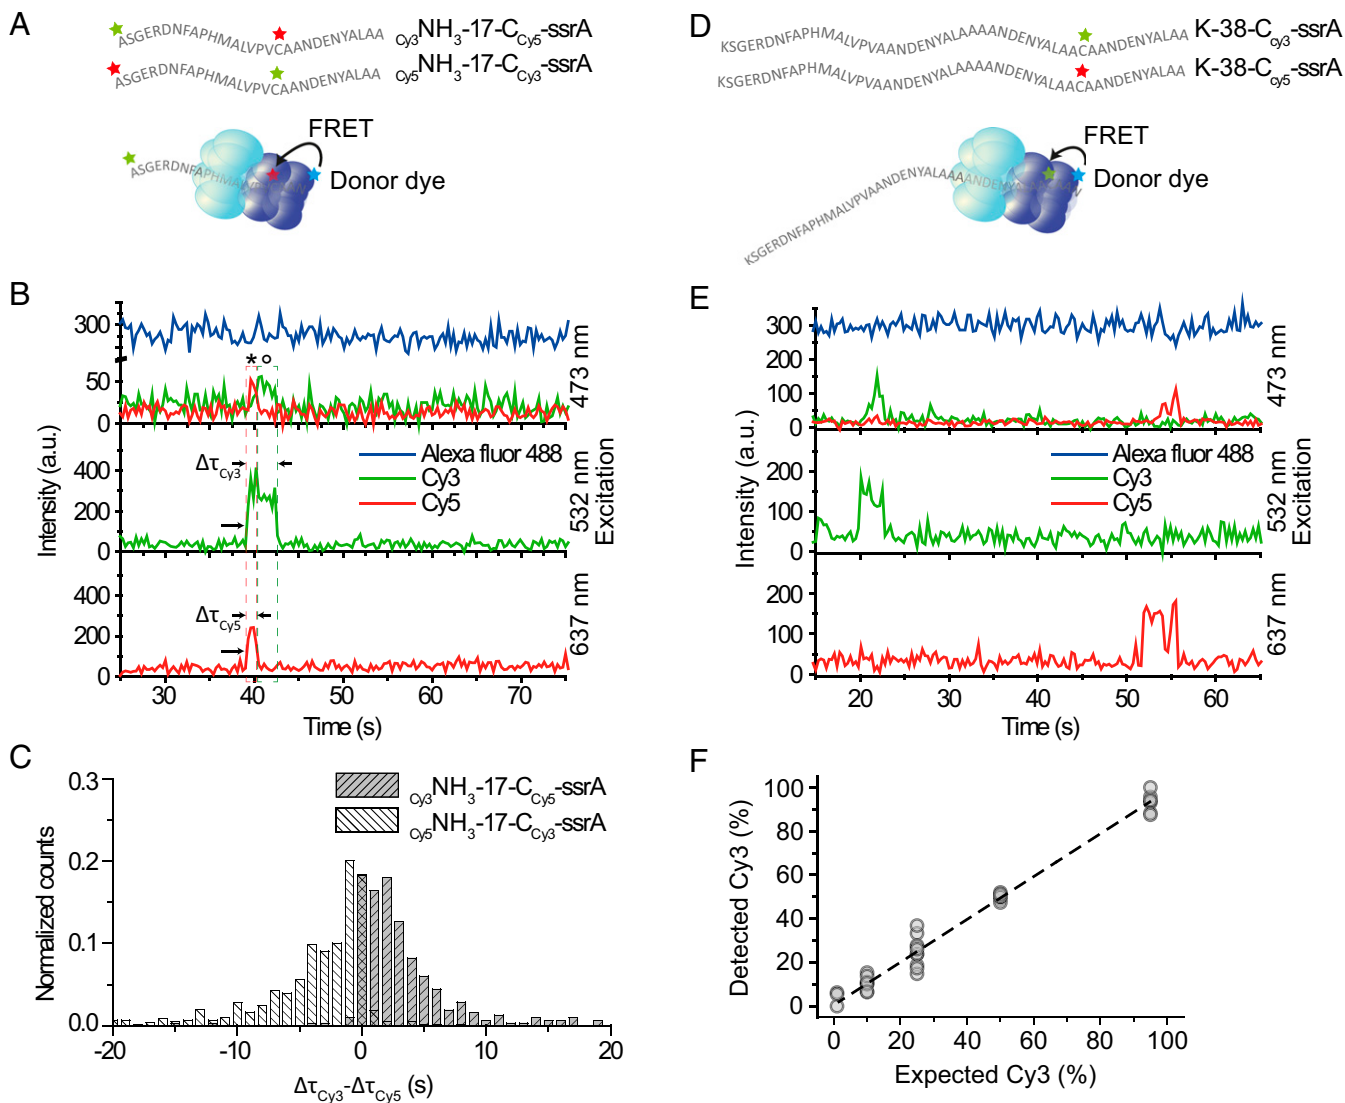 A
ASGERDNFAPHMALVPVCAANDENYALAA Cy3NH3-17-CCy5-ssrA
ASGERDNFAPHMALVPVCAANDENYALAA Cy5NH3-17-CCy3-ssrA
FRET
ASGERDNFAPHMALVP
Donor dye
D
KSGERDNFAPHMALVPVAANDENYALAAAANDENYALAACAANDENYALAA K-38-Ccy3-ssrA
KSGERDNFAPHMALVPVAANDENYALAAAANDENYALAACAANDENYALAA K-38-Ccy5-ssrA
FRET
Donor dye
KSGERDNFAPHMALVPVAANDENYALAAAANDENYALAA
B
Intensity (a.u.)
300
50
0
* °
473 nm
400
200
0
ΔτCy3
Alexa fluor 488
Cy3
Cy5
532 nm
Excitation
400
200
0
ΔτCy5
637 nm
30 40 50 60 70
Time (s)
E
Intensity (a.u.)
300
200
100
0
473 nm
200
100
0
Alexa fluor 488
Cy3
Cy5
532 nm
Excitation
200
100
0
637 nm
20 30 40 50 60
Time (s)
C
Normalized counts
0.3
0.2
0.1
0.0
Cy3NH3-17-CCy5-ssrA
Cy5NH3-17-CCy3-ssrA
-20 -10 0 10 20
ΔτCy3-ΔτCy5 (s)
F
Detected Cy3 (%)
100
80
60
40
20
0
0 20 40 60 80 100
Expected Cy3 (%)